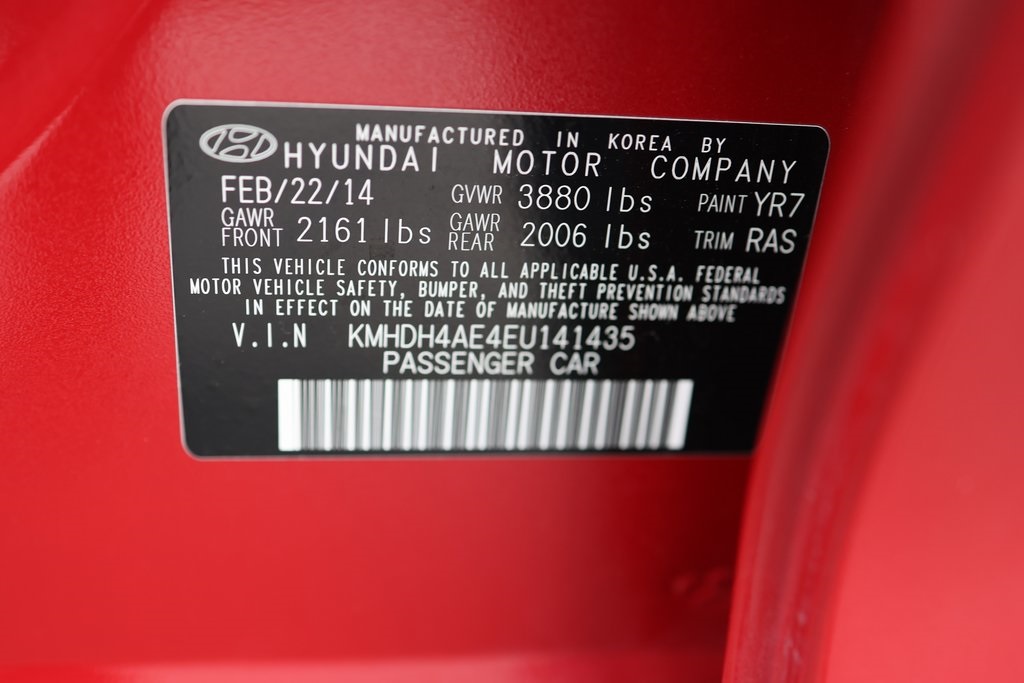 MANUFACTURED IN KOREA BY
HYUNDAI MOTOR COMPANY
FEB/22/14 GVWR 3880 lbs PAINT YR7
GAWR FRONT 2161 lbs GAWR REAR 2006 lbs TRIM RAS
THIS VEHICLE CONFORMS TO ALL APPLICABLE U.S.A. FEDERAL
MOTOR VEHICLE SAFETY, BUMPER, AND THEFT PREVENTION STANDARDS
IN EFFECT ON THE DATE OF MANUFACTURE SHOWN ABOVE
V.I.N KMHDH4AE4EU141435
PASSENGER CAR